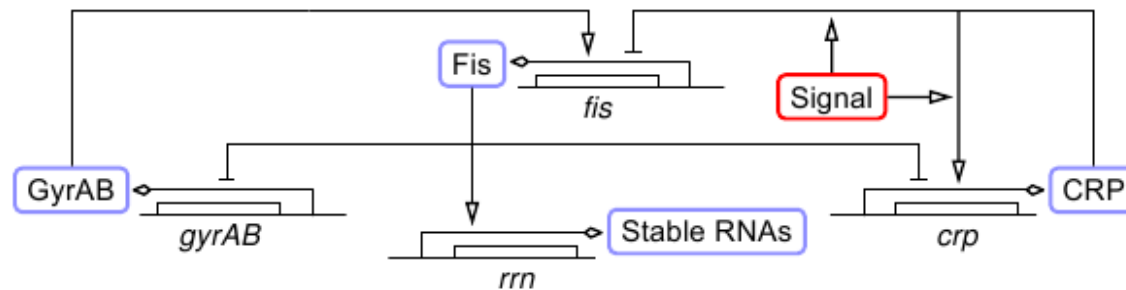 Fis
fis
Signal
GyrAB
gyrAB
CRP
crp
Stable RNAs
rrn